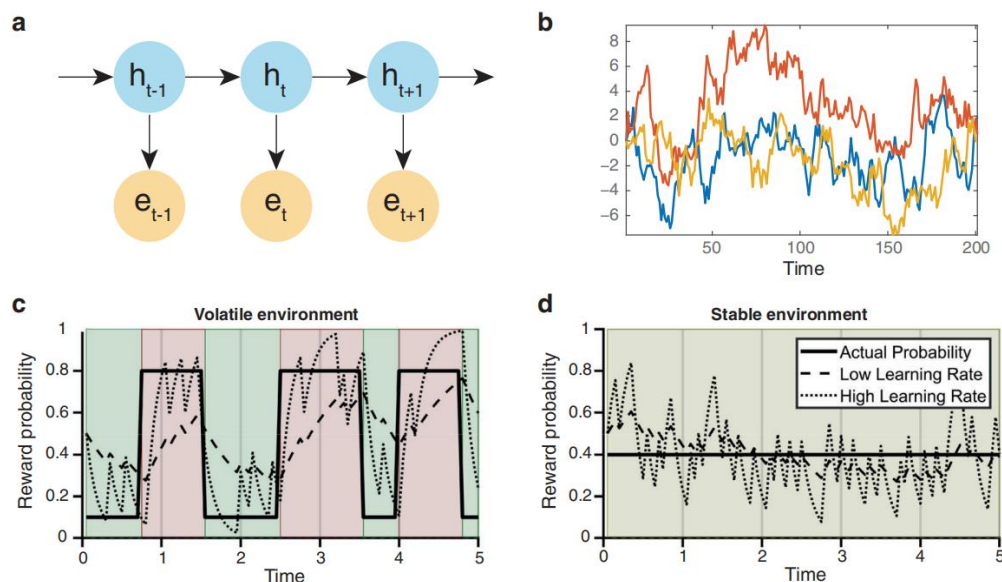 a
h t-1
h t
h t+1
e t-1
e t
e t+1
b
8
6
4
2
0
−2
−4
−6
50
100
150
200
Time
c
Volatile environment
Reward probability
1
0.8
0.6
0.4
0.2
0
0
1
2
3
4
5
Time
d
Stable environment
Reward probability
1
0.8
0.6
0.4
0.2
0
Actual Probability
Low Learning Rate
High Learning Rate
0
1
2
3
4
5
Time